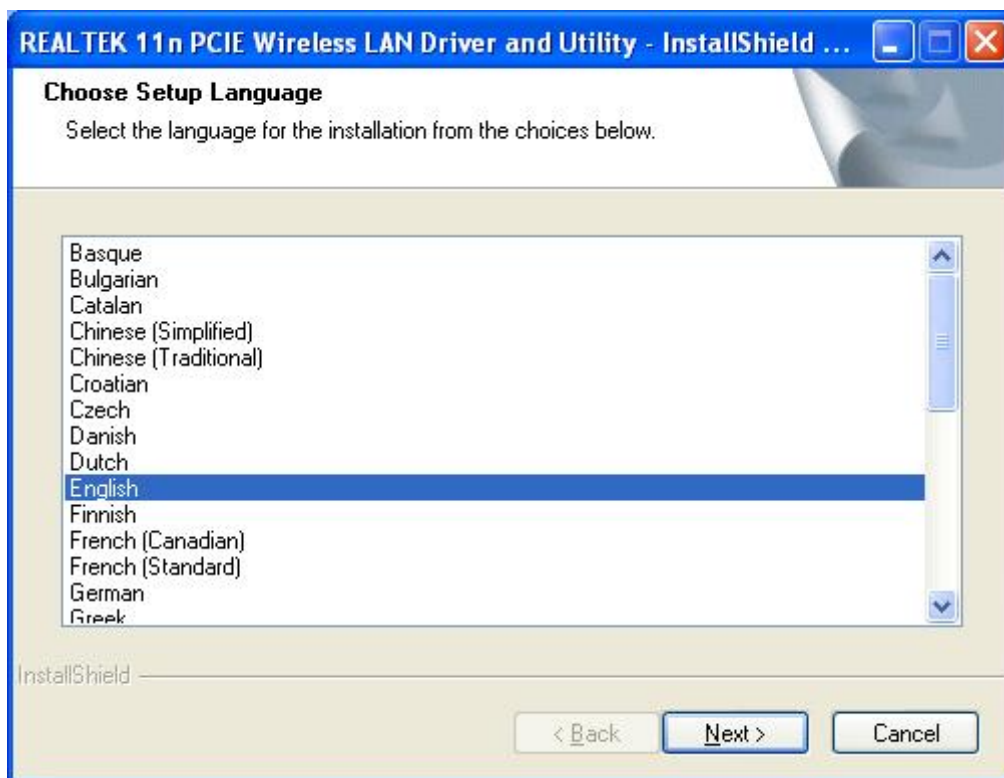 REALTEK 11n PCIE Wireless LAN Driver and Utility - InstallShield ...
Choose Setup Language
Select the language for the installation from the choices below.
Basque
Bulgarian
Catalan
Chinese (Simplified)
Chinese (Traditional)
Croatian
Czech
Danish
Dutch
English
Finnish
French (Canadian)
French (Standard)
German
Greek
InstallShield
< Back
Next >
Cancel